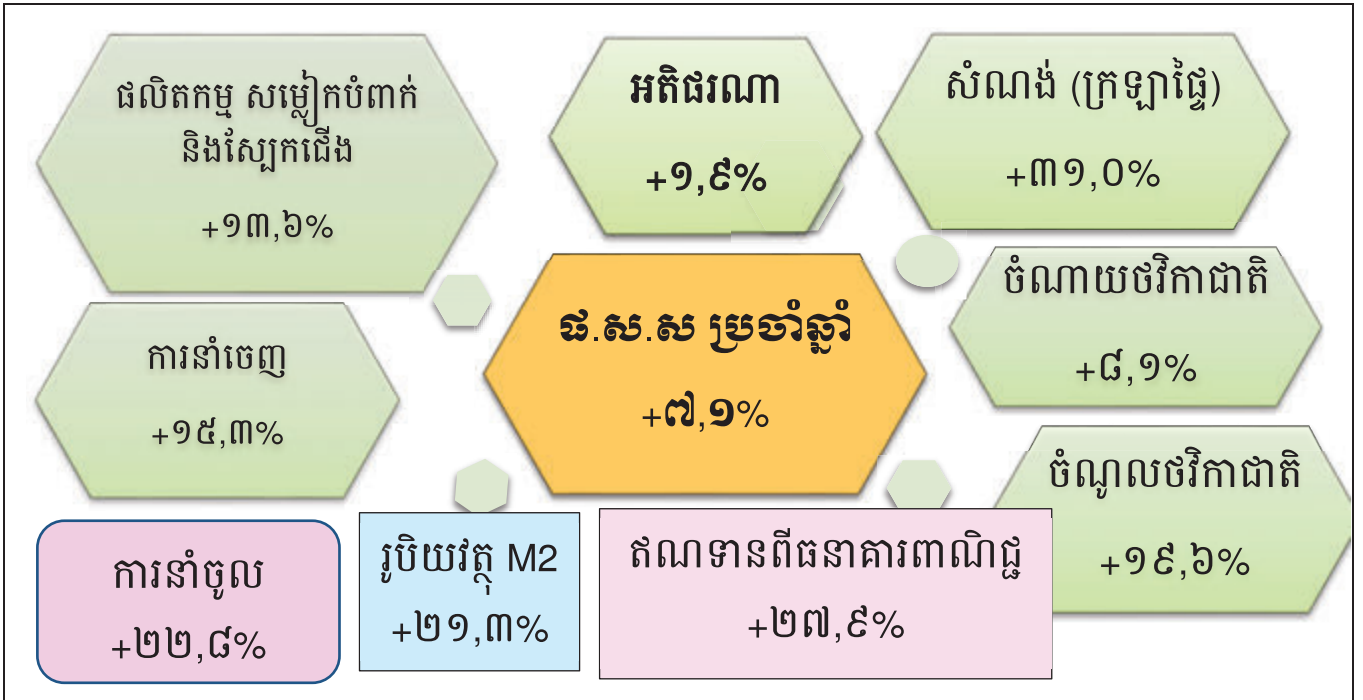 ផលិតកម្ម សម្លៀកបំពាក់
និងស្បែកជើង
+១៣,៦%
អតិផរណា
+១,៩%
សំណង់ (ក្រឡាផ្ទៃ)
+៣១,០%
ការនាំចេញ
+១៥,៣%
ផ.ស.ស ប្រចាំឆ្នាំ
+៧,១%
ចំណាយថវិកាជាតិ
+៨,១%
ចំណូលថវិកាជាតិ
+១៩,៦%
ការនាំចូល
+២២,៨%
រូបិយវត្ថុ M2
+២១,៣%
ឥណទានពីធនាគារពាណិជ្ជ
+២៧,៩%